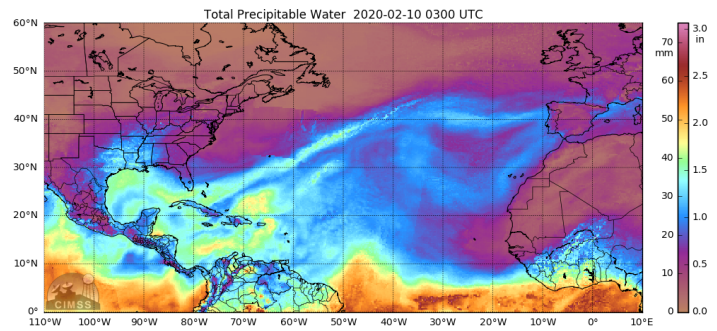 Total Precipitable Water 2020-02-10 0300 UTC
60°N
50°N
40°N
30°N
20°N
10°N
0°
110°W 100°W 90°W 80°W 70°W 60°W 50°W 40°W 30°W 20°W 10°W 0° 10°E
70
mm
60
50
40
30
20
10
0
3.0
in
2.5
2.0
1.5
1.0
0.5
0.0
CIMSS